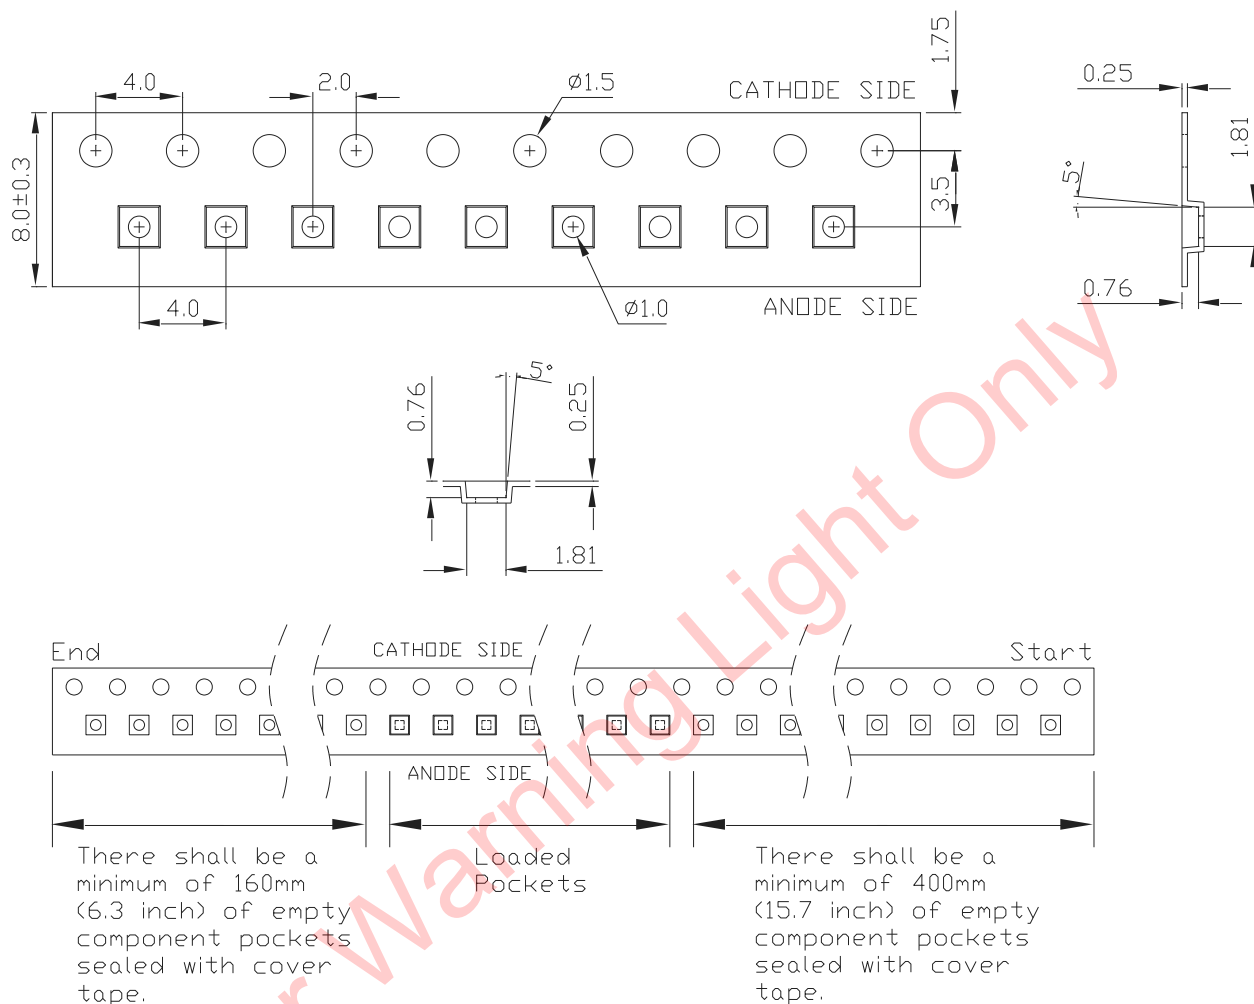 1.75
4.0
2.0
ø1.5
CATHODE SIDE
0.25
8.0±0.3
3.5
5°
1.81
4.0
ø1.0
ANODE SIDE
0.76
0.76
5°
0.25
1.81
End
CATHODE SIDE
Start
ANODE SIDE
There shall be a
minimum of 160mm
(6.3 inch) of empty
component pockets
sealed with cover
tape.
Loaded
Pockets
There shall be a
minimum of 400mm
(15.7 inch) of empty
component pockets
sealed with cover
tape.
Warning Light Only